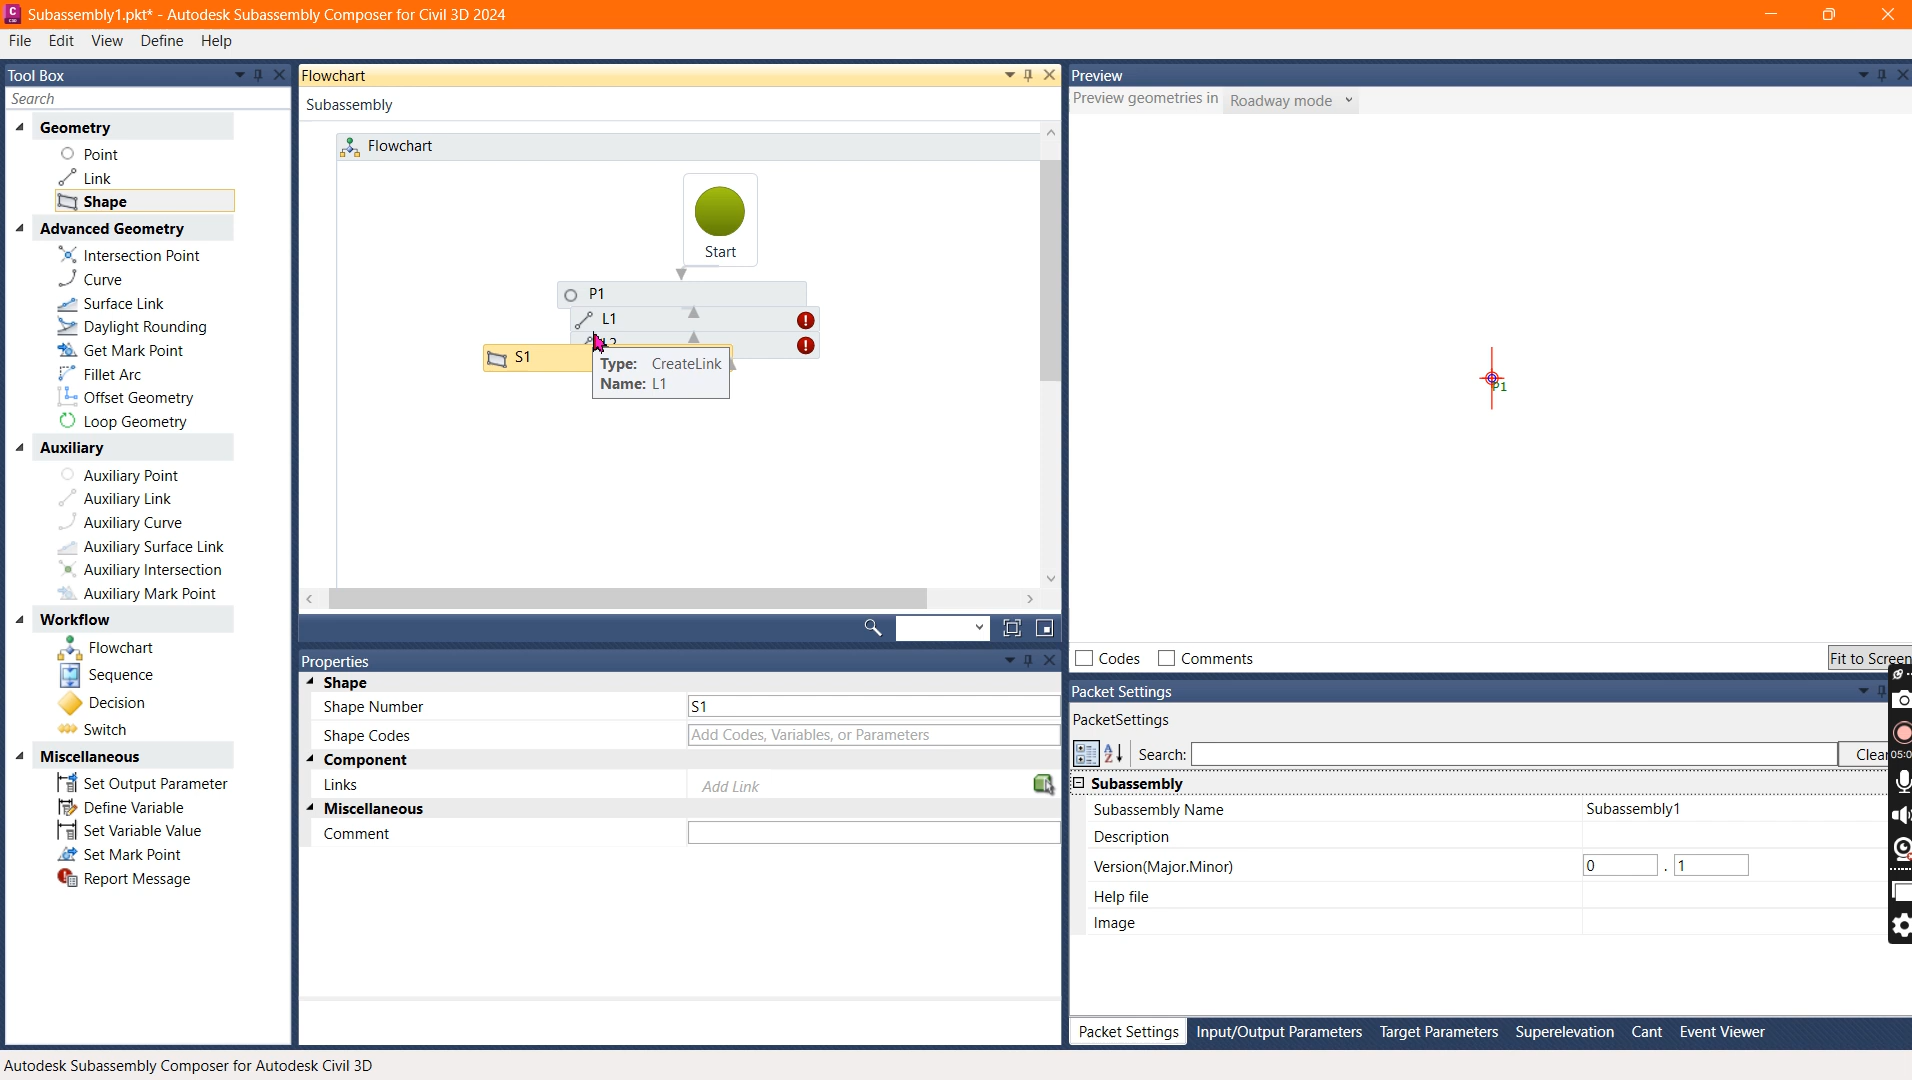 Subassembly1.pkt* - Autodesk Subassembly Composer for Civil 3D 2024
File Edit View Define Help
Tool Box
Search
Geometry
Point
Link
Shape
Advanced Geometry
Intersection Point
Curve
Surface Link
Daylight Rounding
Get Mark Point
Fillet Arc
Offset Geometry
Loop Geometry
Auxiliary
Auxiliary Point
Auxiliary Link
Auxiliary Curve
Auxiliary Surface Link
Auxiliary Intersection
Auxiliary Mark Point
Workflow
Flowchart
Sequence
Decision
Switch
Miscellaneous
Set Output Parameter
Define Variable
Set Variable Value
Set Mark Point
Report Message
Flowchart
Subassembly
Flowchart
Start
P1
L1
S1
Type: CreateLink
Name: L1
Properties
Shape
Shape Number S1
Shape Codes Add Codes, Variables, or Parameters
Component
Links Add Link
Miscellaneous
Comment
Preview
Preview geometries in Roadway mode
P1
Codes Comments Fit to Screen
Packet Settings
PacketSettings
Search: Clear
Subassembly
Subassembly Name Subassembly1
Description
Version(Major.Minor) 0 . 1
Help file
Image
Packet Settings Input/Output Parameters Target Parameters Superelevation Cant Event Viewer
Autodesk Subassembly Composer for Autodesk Civil 3D